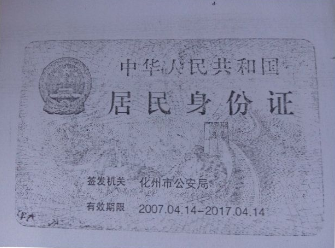 中华人民共和国
居民身份证
签发机关 化州市公安局
有效期限 2007.04.14-2017.04.14